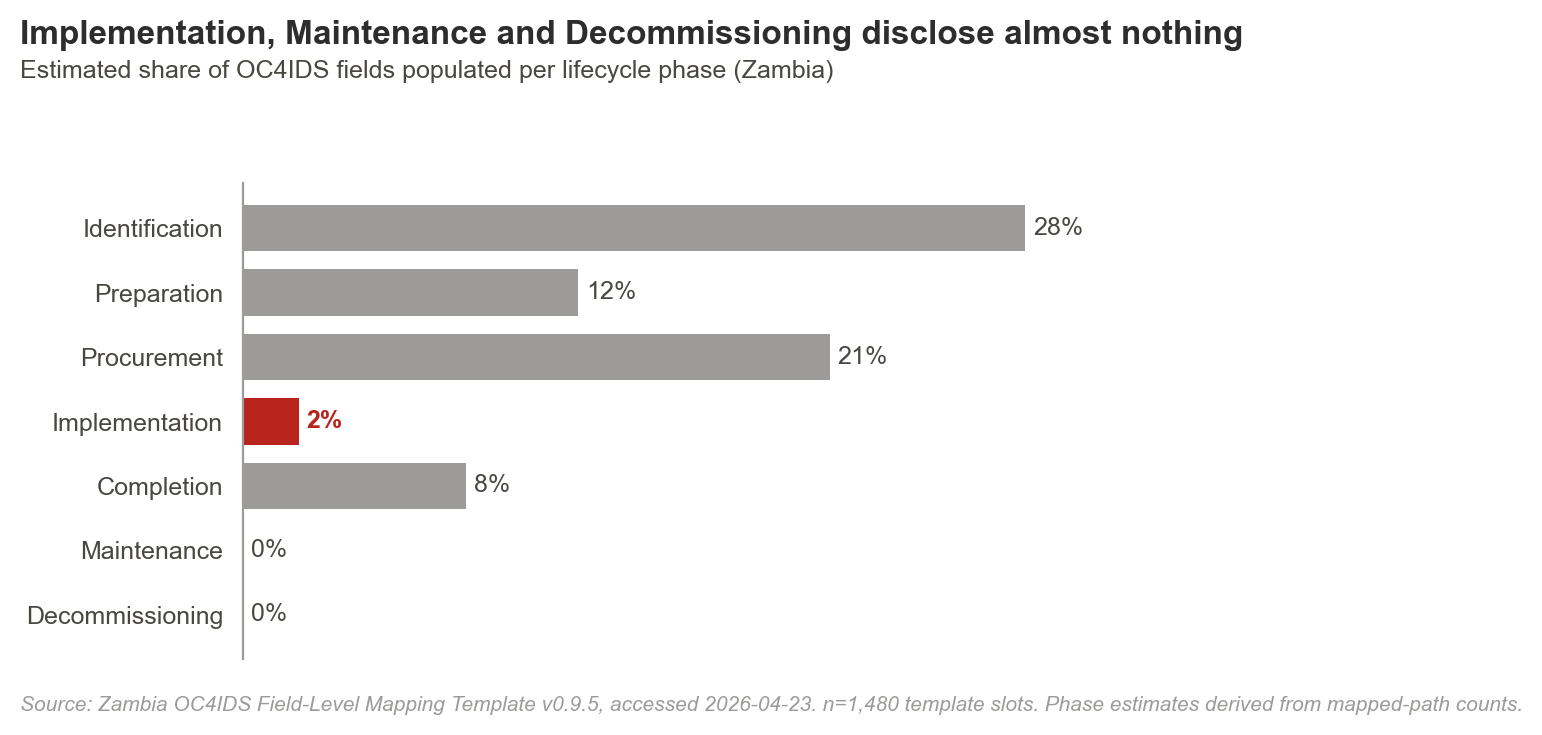 Implementation, Maintenance and Decommissioning disclose almost nothing
Estimated share of OC4IDS fields populated per lifecycle phase (Zambia)
Identification 28%
Preparation 12%
Procurement 21%
Implementation 2%
Completion 8%
Maintenance 0%
Decommissioning 0%
Source: Zambia OC4IDS Field-Level Mapping Template v0.9.5, accessed 2026-04-23. n=1,480 template slots. Phase estimates derived from mapped-path counts.